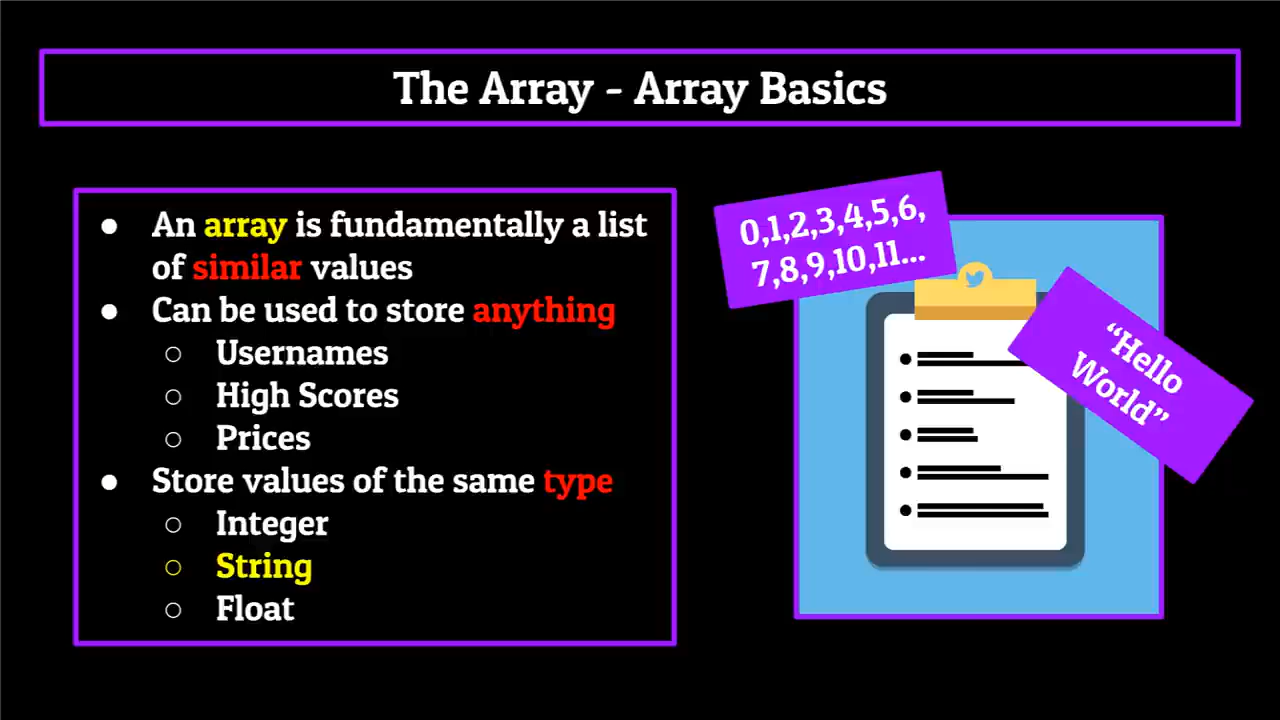 The Array - Array Basics
● An array is fundamentally a list
of similar values
● Can be used to store anything
○ Usernames
○ High Scores
○ Prices
● Store values of the same type
○ Integer
○ String
○ Float
0,1,2,3,4,5,6,
7,8,9,10,11...
“Hello
World”